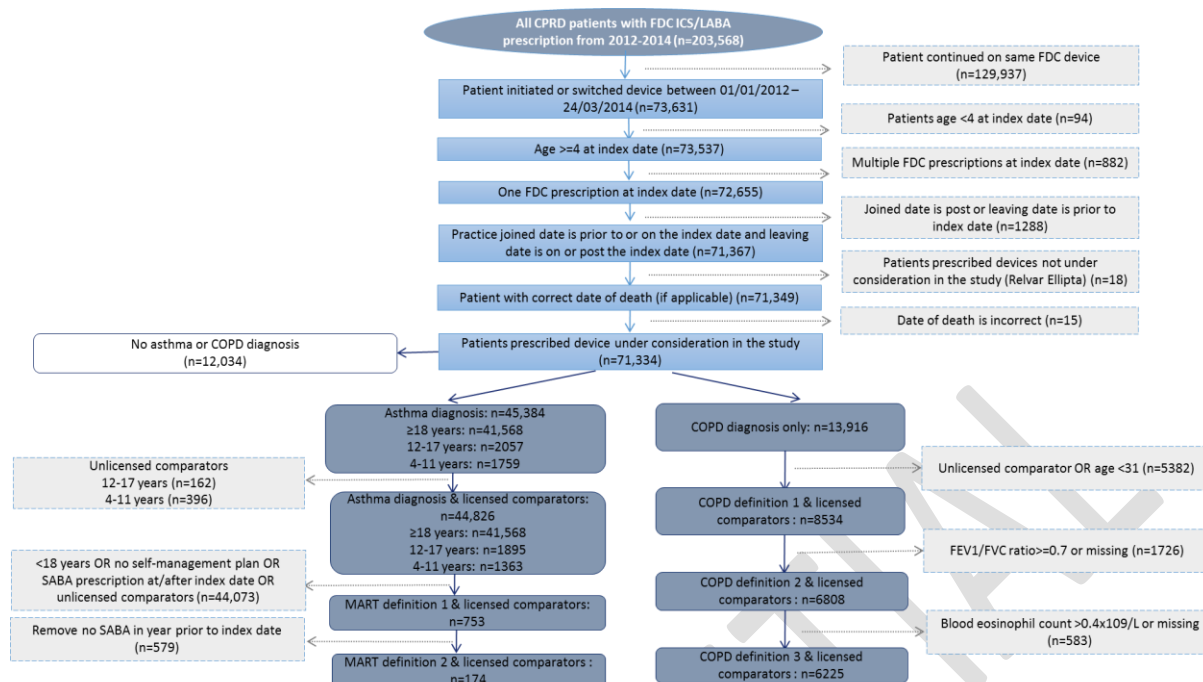 All CPRD patients with FDC ICS/LABA
prescription from 2012-2014 (n=203,568)
Patient continued on same FDC device
(n=129,937)
Patient initiated or switched device between 01/01/2012 –
24/03/2014 (n=73,631)
Patients age <4 at index date (n=94)
Age >=4 at index date (n=73,537)
Multiple FDC prescriptions at index date (n=882)
One FDC prescription at index date (n=72,655)
Joined date is post or leaving date is prior to
index date (n=1288)
Practice joined date is prior to or on the index date and leaving
date is on or post the index date (n=71,367)
Patients prescribed devices not under
consideration in the study (Relvar Ellipta) (n=18)
Patient with correct date of death (if applicable) (n=71,349)
Date of death is incorrect (n=15)
No asthma or COPD diagnosis
(n=12,034)
Patients prescribed device under consideration in the study
(n=71,334)
Asthma diagnosis: n=45,384
≥18 years: n=41,568
12-17 years: n=2057
4-11 years: n=1759
COPD diagnosis only: n=13,916
Unlicensed comparators
12-17 years (n=162)
4-11 years (n=396)
Unlicensed comparator OR age <31 (n=5382)
Asthma diagnosis & licensed comparators:
n=44,826
≥18 years: n=41,568
12-17 years: n=1895
4-11 years: n=1363
COPD definition 1 & licensed
comparators : n=8534
FEV1/FVC ratio>=0.7 or missing (n=1726)
<18 years OR no self-management plan OR
SABA prescription at/after index date OR
unlicensed comparators (n=44,073)
MART definition 1 & licensed comparators:
n=753
COPD definition 2 & licensed
comparators : n=6808
Remove no SABA in year prior to index date
(n=579)
Blood eosinophil count >0.4x109/L or missing
(n=583)
MART definition 2 & licensed comparators :
n=174
COPD definition 3 & licensed
comparators : n=6225
TIAL